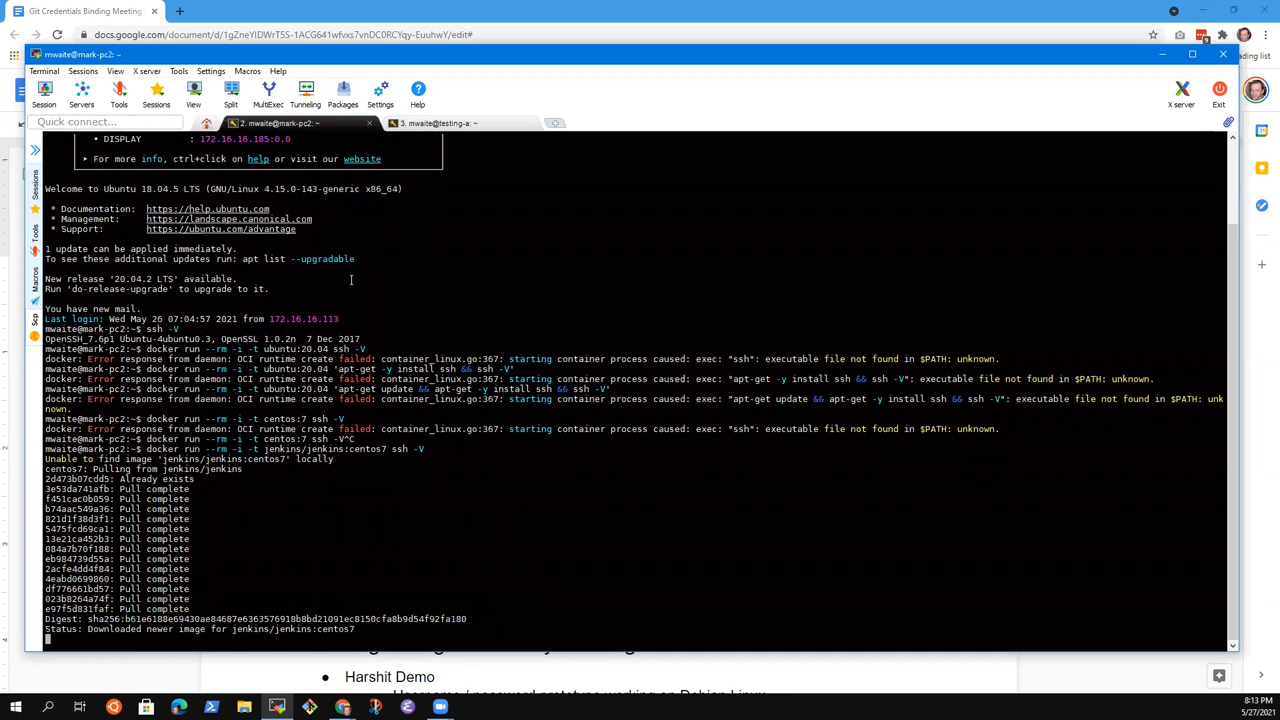 Git Credentials Binding Meeting
docs.google.com/document/d/1gZneYlDWrT5S-1ACG641wfvxs7vnDC0RCYqy-EuuhwY/edit#
mwaite@mark-pc2: ~
Terminal Sessions View X server Tools Settings Macros Help
Session Servers Tools Sessions View Split MultiExec Tunneling Packages Settings Help X server Exit
Quick connect...
2. mwaite@mark-pc2: ~
3. mwaite@testing-a: ~
Sessions
Tools
Macros
Scp
• DISPLAY : 172.16.16.185:0.0
➤ For more info, ctrl+click on help or visit our website
Welcome to Ubuntu 18.04.5 LTS (GNU/Linux 4.15.0-143-generic x86_64)
* Documentation: https://help.ubuntu.com
* Management: https://landscape.canonical.com
* Support: https://ubuntu.com/advantage
1 update can be applied immediately.
To see these additional updates run: apt list --upgradable
New release '20.04.2 LTS' available.
Run 'do-release-upgrade' to upgrade to it.
You have new mail.
Last login: Wed May 26 07:04:57 2021 from 172.16.16.113
mwaite@mark-pc2:~$ ssh -V
OpenSSH_7.6p1 Ubuntu-4ubuntu0.3, OpenSSL 1.0.2n 7 Dec 2017
mwaite@mark-pc2:~$ docker run --rm -i -t ubuntu:20.04 ssh -V
docker: Error response from daemon: OCI runtime create failed: container_linux.go:367: starting container process caused: exec: "ssh": executable file not found in $PATH: unknown.
mwaite@mark-pc2:~$ docker run --rm -i -t ubuntu:20.04 'apt-get -y install ssh && ssh -V'
docker: Error response from daemon: OCI runtime create failed: container_linux.go:367: starting container process caused: exec: "apt-get -y install ssh && ssh -V": executable file not found in $PATH: unknown.
mwaite@mark-pc2:~$ docker run --rm -i -t ubuntu:20.04 'apt-get update && apt-get -y install ssh && ssh -V'
docker: Error response from daemon: OCI runtime create failed: container_linux.go:367: starting container process caused: exec: "apt-get update && apt-get -y install ssh && ssh -V": executable file not found in $PATH: unk
nown.
mwaite@mark-pc2:~$ docker run --rm -i -t centos:7 ssh -V
docker: Error response from daemon: OCI runtime create failed: container_linux.go:367: starting container process caused: exec: "ssh": executable file not found in $PATH: unknown.
mwaite@mark-pc2:~$ docker run --rm -i -t centos:7 ssh -V^C
mwaite@mark-pc2:~$ docker run --rm -i -t jenkins/jenkins:centos7 ssh -V
Unable to find image 'jenkins/jenkins:centos7' locally
centos7: Pulling from jenkins/jenkins
2d473b07cdd5: Already exists
3e53da741afb: Pull complete
f451cac0b059: Pull complete
b74aac549a36: Pull complete
821d1f38d3f1: Pull complete
5475fcd69ca1: Pull complete
13e21ca452b3: Pull complete
084a7b70f188: Pull complete
eb984739d55a: Pull complete
2acfe4dd4f84: Pull complete
4eabd0699860: Pull complete
df776661bd57: Pull complete
023b8264a74f: Pull complete
e97f5d831faf: Pull complete
Digest: sha256:b61e6188e69430ae84687e6363576918b8bd21091ec8150cfa8b9d54f92fa180
Status: Downloaded newer image for jenkins/jenkins:centos7
● Harshit Demo
8:13 PM
5/27/2021